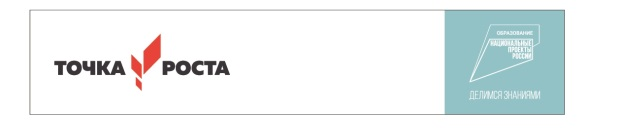 ТОЧКА РОСТА
ОБРАЗОВАНИЕ
НАЦИОНАЛЬНЫЕ
ПРОЕКТЫ
РОССИИ
ДЕЛИМСЯ ЗНАНИЯМИ